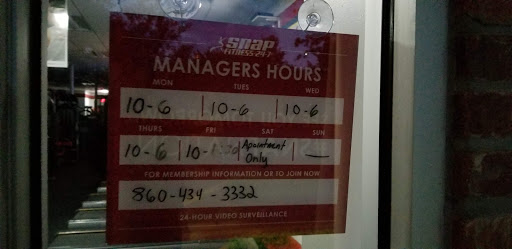 SNAP
FITNESS 24-7
MANAGERS HOURS
MON TUES WED
10-6 10-6 10-6
THURS FRI SAT SUN
10-6 10- Apointment Only —
FOR MEMBERSHIP INFORMATION OR TO JOIN NOW
860-434-3332
24-HOUR VIDEO SURVEILLANCE